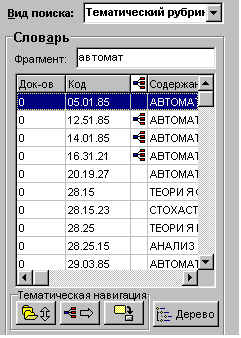 Вид поиска: Тематический рубрик
Словарь
Фрагмент: автомат
Док-ов Код Содержан
0 05.01.85 АВТОМАТ
0 12.51.85 АВТОМАТ
0 14.01.85 АВТОМАТ
0 16.31.21 АВТОМАТ
0 20.19.27 АВТОМАТ
0 28.15 ТЕОРИЯ
0 28.15.23 СТОХАСТ
0 28.25 ТЕОРИЯ
0 28.25.15 АНАЛИЗ
0 29.03.85 АВТОМАТ
Тематическая навигация
Дерево